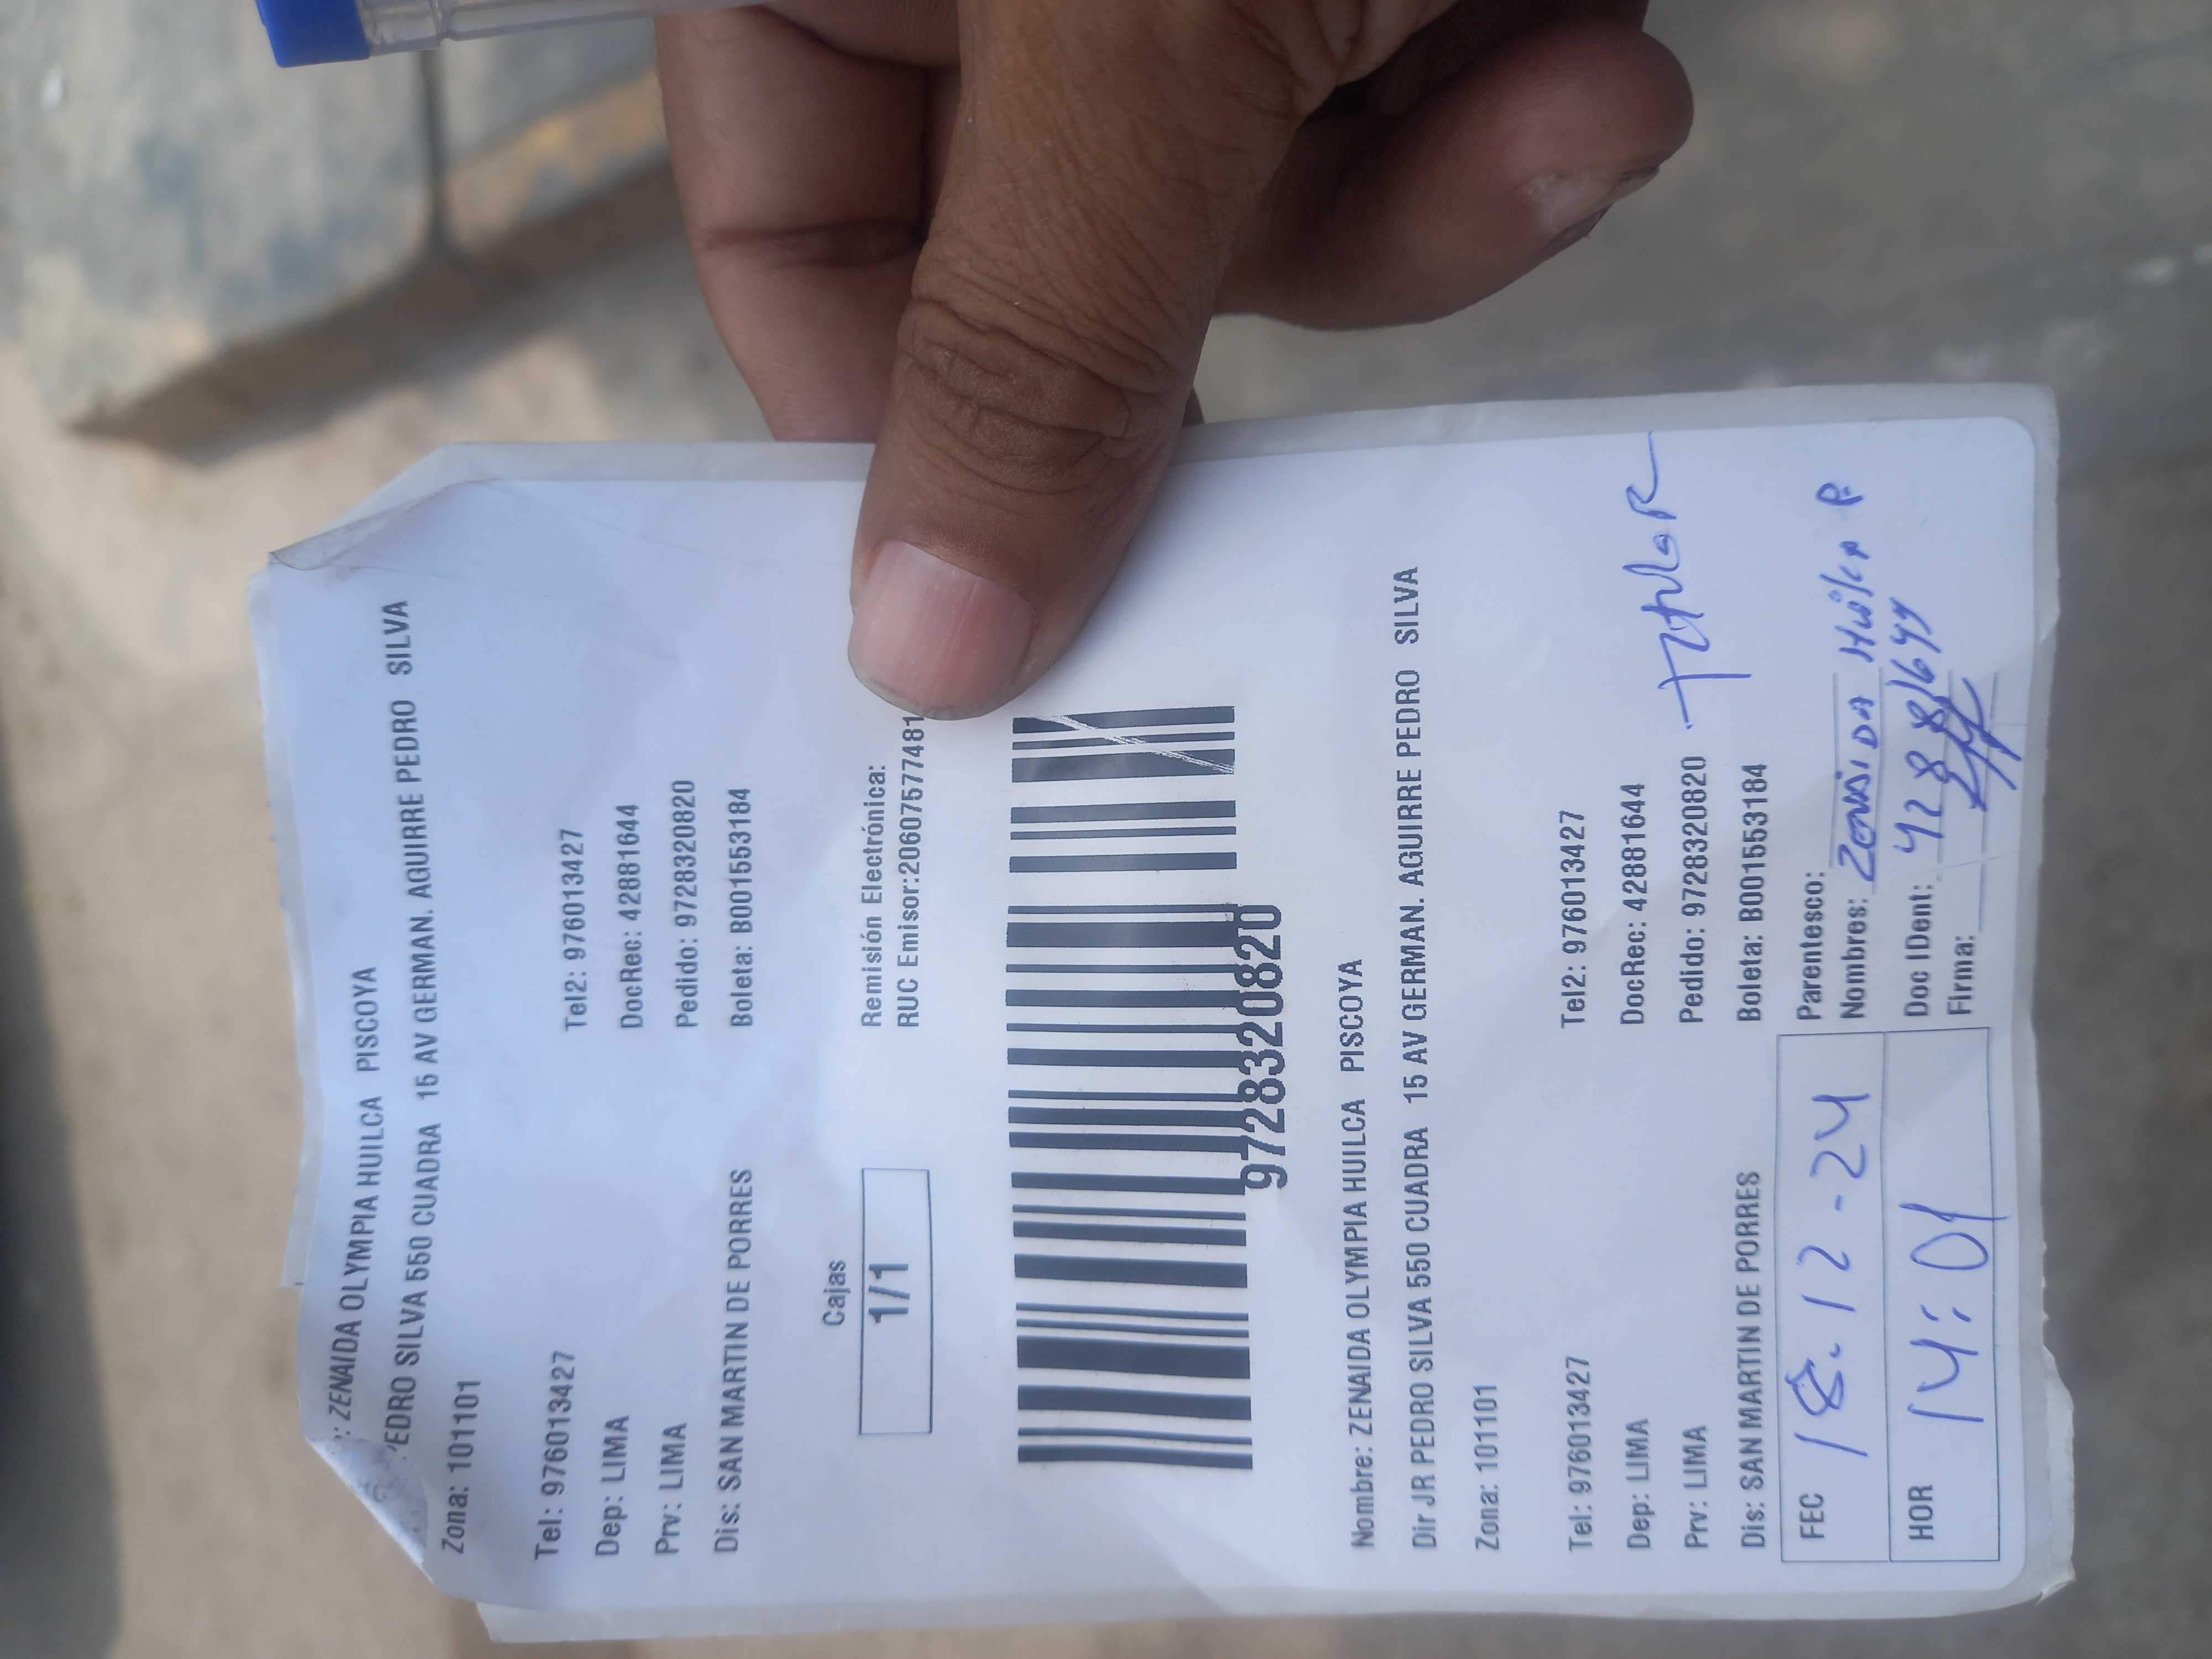 : ZENAIDA OLYMPIA HUILCA PISCOYA
PEDRO SILVA 550 CUADRA 15 AV GERMAN. AGUIRRE PEDRO SILVA
Zona: 101101
Tel: 976013427 Tel2: 976013427
Dep: LIMA DocRec: 42881644
Prv: LIMA Pedido: 9728320820
Dis: SAN MARTIN DE PORRES Boleta: B001553184
Cajas
1/1
Remisión Electrónica:
RUC Emisor:20607577481
9728320820
Nombre: ZENAIDA OLYMPIA HUILCA PISCOYA
Dir JR PEDRO SILVA 550 CUADRA 15 AV GERMAN. AGUIRRE PEDRO SILVA
Zona: 101101
Tel: 976013427 Tel2: 976013427
Dep: LIMA DocRec: 42881644
Prv: LIMA Pedido: 9728320820
Dis: SAN MARTIN DE PORRES Boleta: B001553184
FEC 18.12-24
HOR 14:01
Parentesco: Titular
Nombres: Zenaida Huilca P.
Doc IDent: 42881644
Firma: